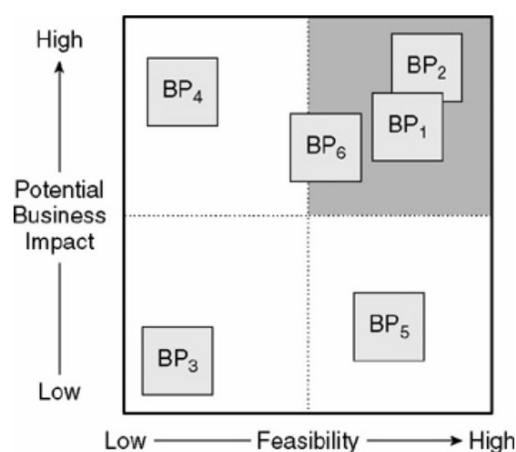 High
BP₂
BP₄
BP₁
BP₆
Potential
Business
Impact
BP₅
BP₃
Low
Low
Feasibility
High